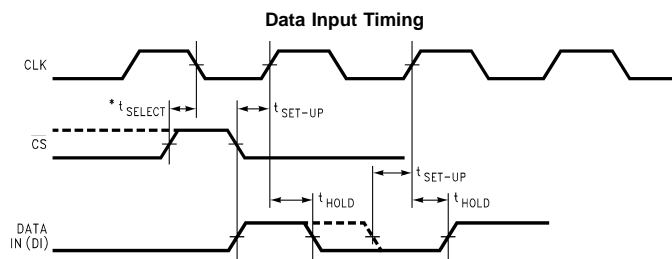 Data Input Timing
CLK
* tSELECT
tSET-UP
CS
tSET-UP
tHOLD
tHOLD
DATA
IN (DI)